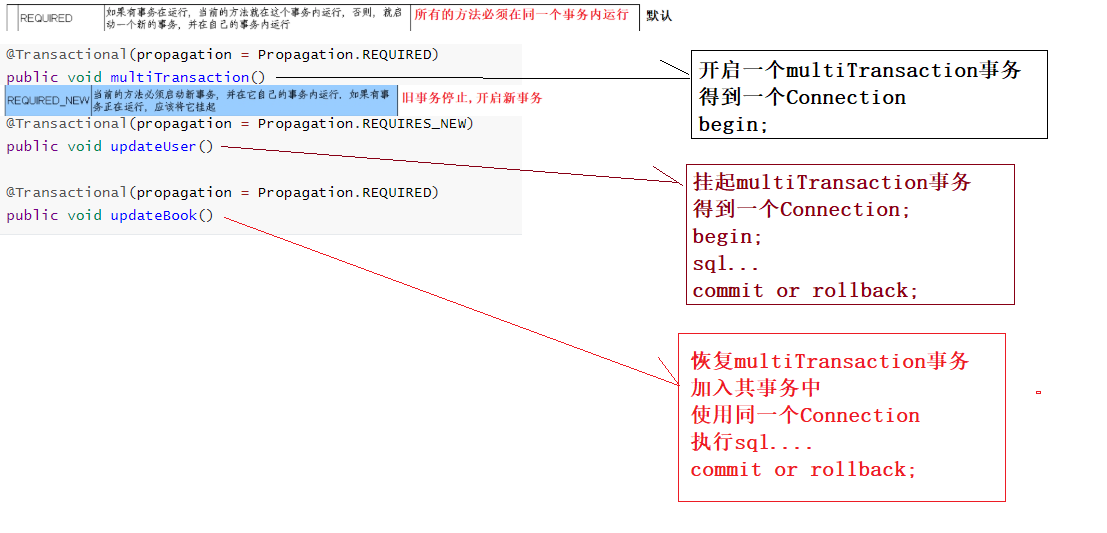 REQUIRED 如果有事务在运行，当前的方法就在这个事务内运行，否则，就启 所有的方法必须在同一个事务内运行 默认
动一个新的事务，并在自己的事务内运行
@Transactional(propagation = Propagation.REQUIRED)
public void multiTransaction()
REQUIRED_NEW 当前的方法必须启动新事务，并在它自己的事务内运行. 如果有事 旧事务停止,开启新事务
务正在运行，应该将它挂起
@Transactional(propagation = Propagation.REQUIRES_NEW)
public void updateUser()
@Transactional(propagation = Propagation.REQUIRED)
public void updateBook()
开启一个multiTransaction事务
得到一个Connection
begin;
挂起multiTransaction事务
得到一个Connection;
begin;
sql...
commit or rollback;
恢复multiTransaction事务
加入其事务中
使用同一个Connection
执行sql....
commit or rollback;